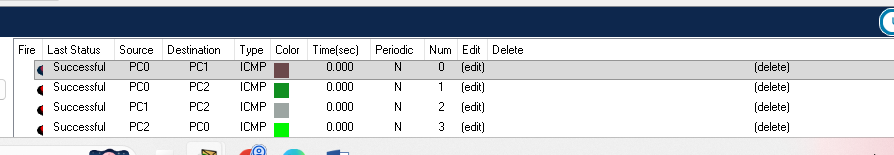 Fire Last Status Source Destination Type Color Time(sec) Periodic Num Edit Delete
Successful PC0 PC1 ICMP 0.000 N 0 (edit) (delete)
Successful PC0 PC2 ICMP 0.000 N 1 (edit) (delete)
Successful PC1 PC2 ICMP 0.000 N 2 (edit) (delete)
Successful PC2 PC0 ICMP 0.000 N 3 (edit) (delete)